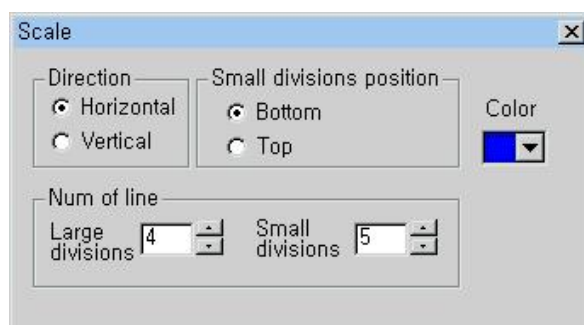 Scale
Direction
Horizontal
Vertical
Small divisions position
Bottom
Top
Color
Num of line
Large
divisions
4
Small
divisions
5